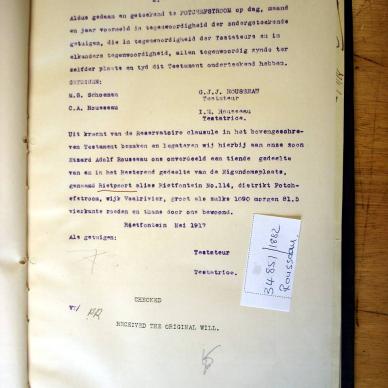 2.
Aldus gedaan en getoekend te POTCHEFSTROOM op dag, maand
en jaar voormeld in tegenwoordigheid der ondergetoekende
getuigen, die in tegenwoordigheid der Testateurs en in
elkanders tegenwoordigheid, allen tegenwoordig zynde ter
zelfder plaats en tyd dit Testament onderteekend hebben.
GETUIGEN:
M.S. Schoeman
G.J.J. ROUSSEAU
Testateur
C.A. Rousseau
Rousseau
Testatrice.
Uit kracht van de Reservatoire clausule in het bovengeschre-
ven Testament bemaken en legateren wij hierbij aan onze zoon
Adolf Rousseau ons onverdeeld een tiende gedeelte
van en in het Resterend gedeelte van de Eigendomsplaats,
genaamd Rietpoort alias Rietfontein No.114, distrikt Potch-
efstroom, wijk Vaalrivier, groot als zulks 1090 morgen 81.5
vierkante roeden en thans door ons bewoond.
Rietfontein Mei 1917
Als getuigen:
Testateur
Testatrice.
CHECKED
RECEIVED THE ORIGINAL WILL.
34851/1882
Rousseau.